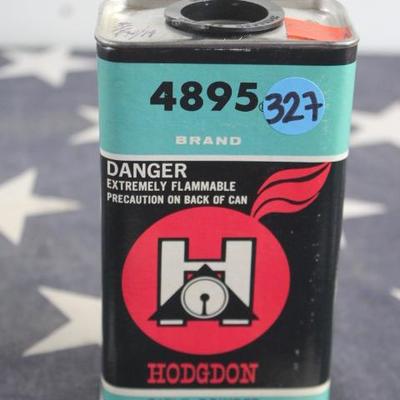 4895
327
BRAND
DANGER
EXTREMELY FLAMMABLE
PRECAUTION ON BACK OF CAN
H
HODGDON